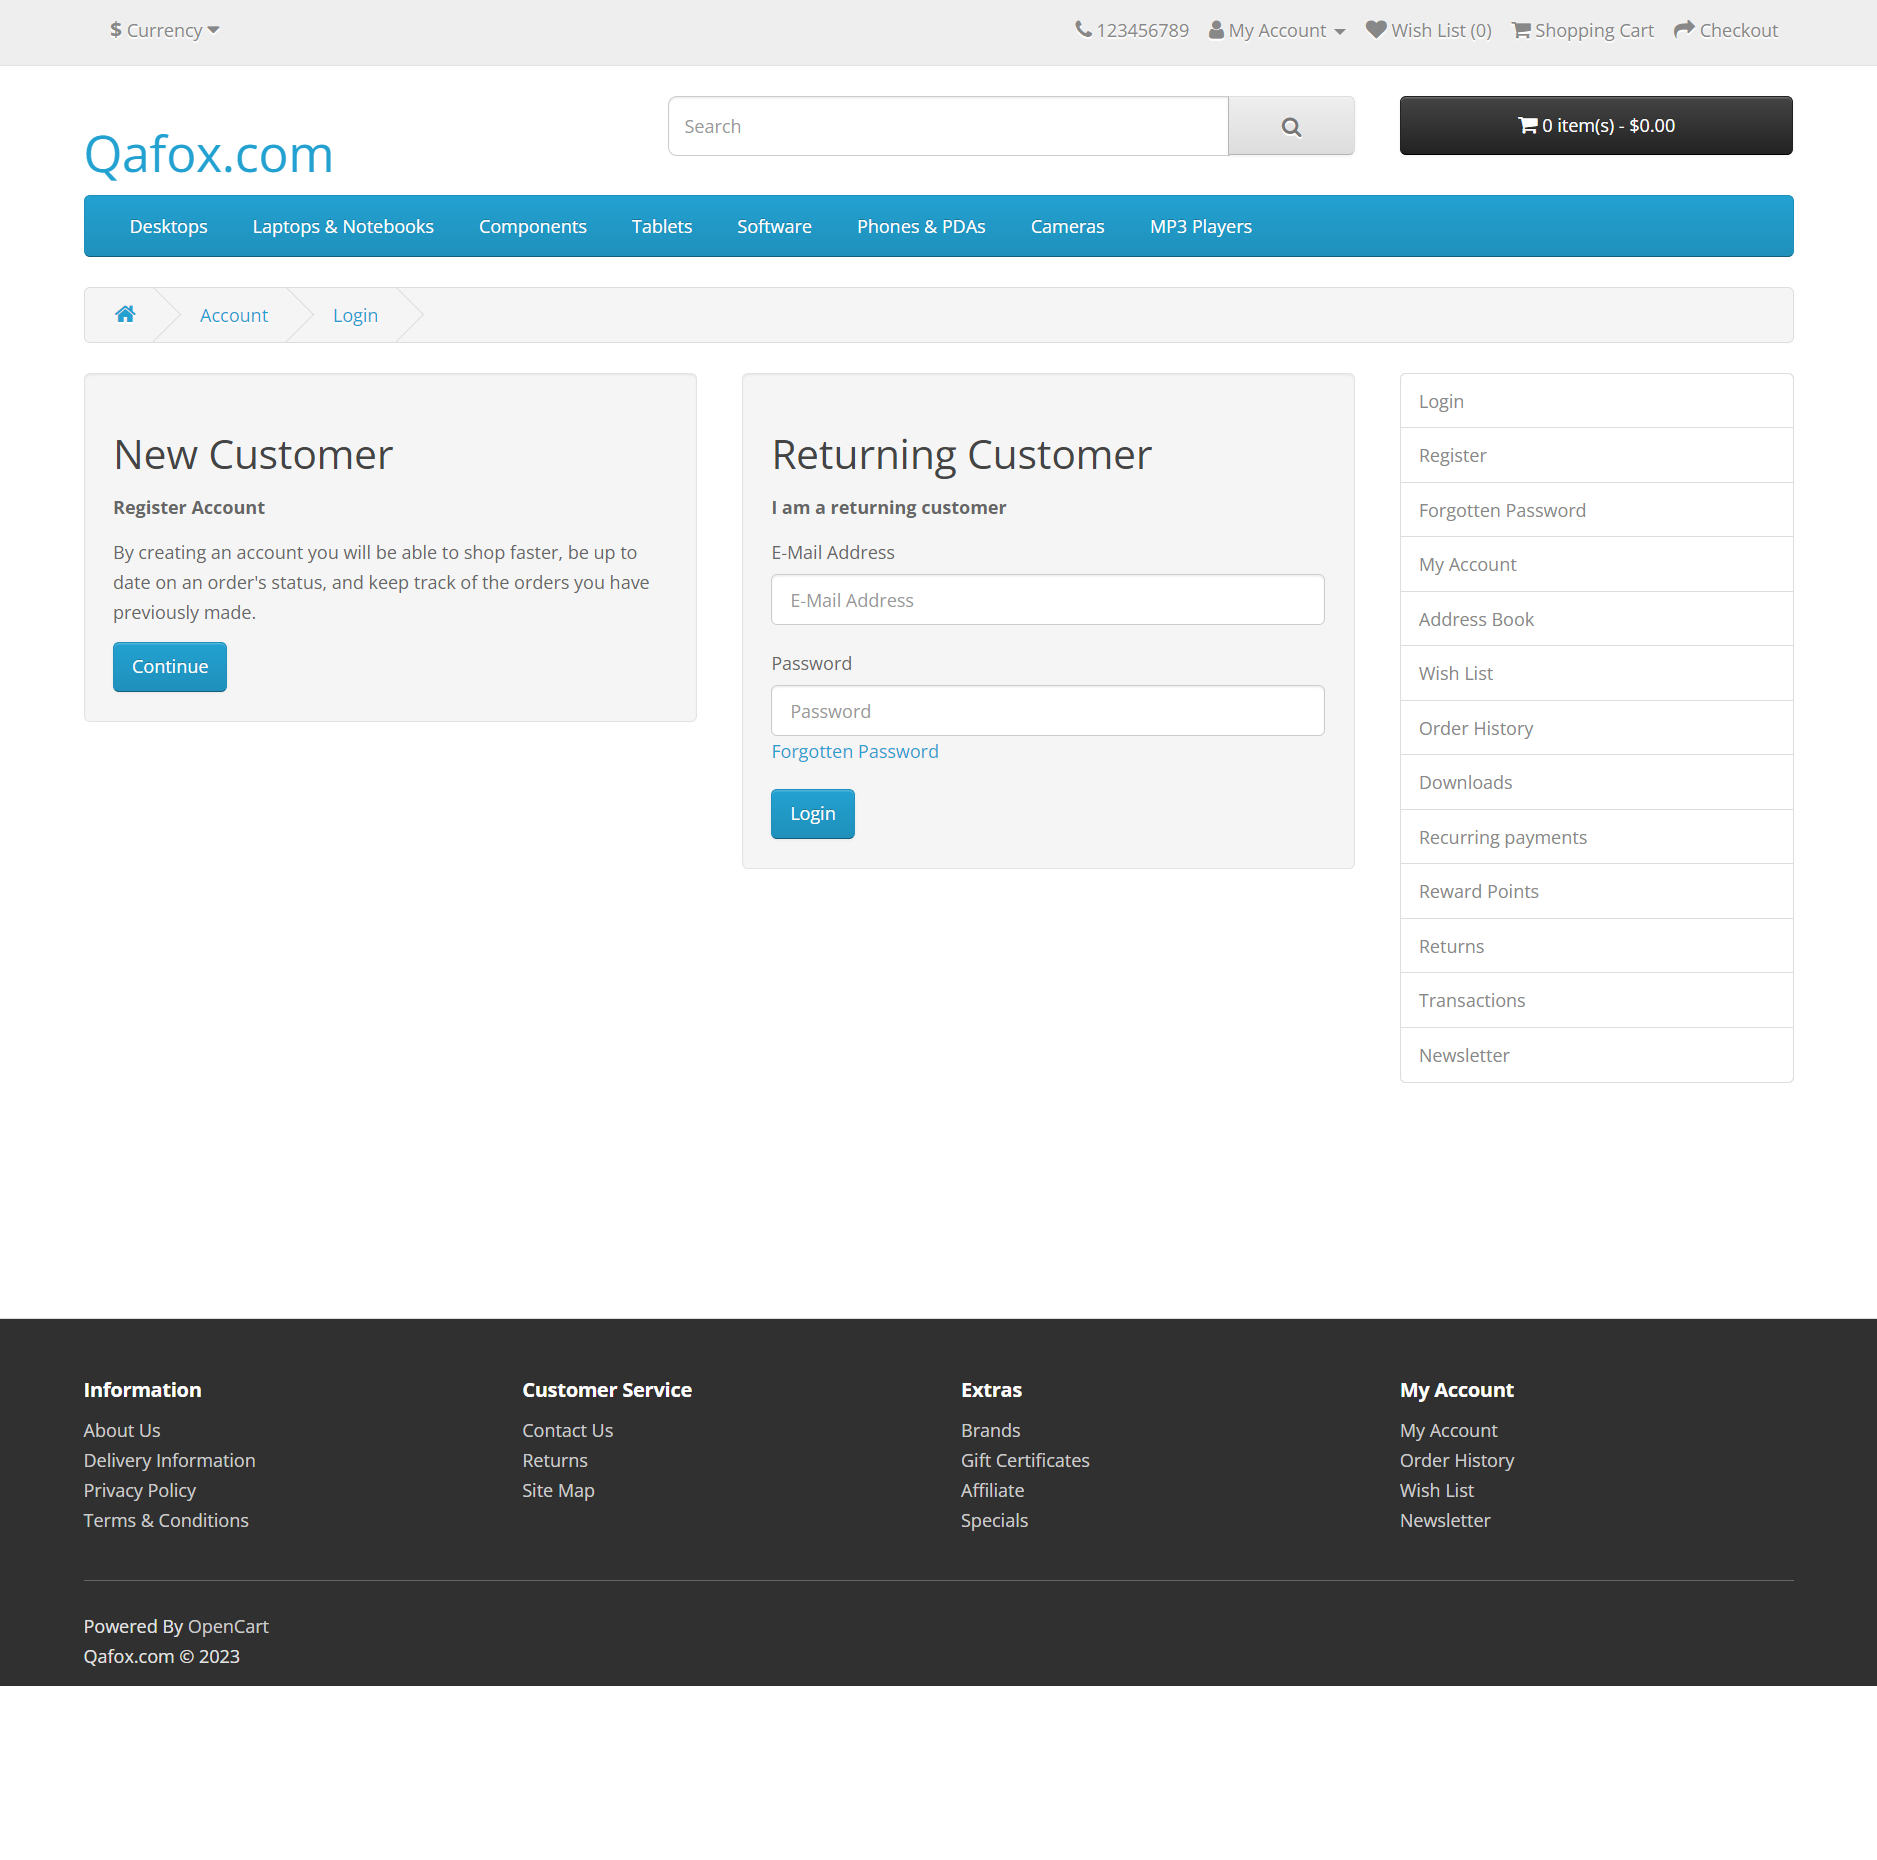 $ Currency
123456789 My Account Wish List (0) Shopping Cart Checkout
Qafox.com
Search
0 item(s) - $0.00
Desktops Laptops & Notebooks Components Tablets Software Phones & PDAs Cameras MP3 Players
Account Login
New Customer
Register Account
By creating an account you will be able to shop faster, be up to
date on an order's status, and keep track of the orders you have
previously made.
Continue
Returning Customer
I am a returning customer
E-Mail Address
E-Mail Address
Password
Password
Forgotten Password
Login
Login
Register
Forgotten Password
My Account
Address Book
Wish List
Order History
Downloads
Recurring payments
Reward Points
Returns
Transactions
Newsletter
Information
About Us
Delivery Information
Privacy Policy
Terms & Conditions
Customer Service
Contact Us
Returns
Site Map
Extras
Brands
Gift Certificates
Affiliate
Specials
My Account
My Account
Order History
Wish List
Newsletter
Powered By OpenCart
Qafox.com © 2023